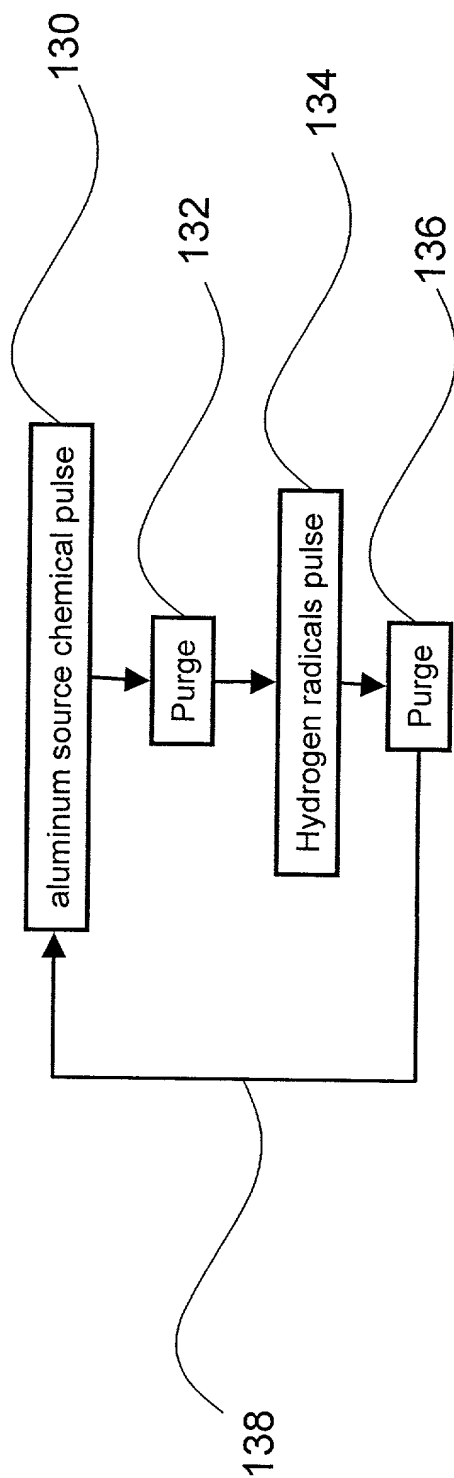 aluminum source chemical pulse
130
Purge
132
Hydrogen radicals pulse
134
Purge
136
138